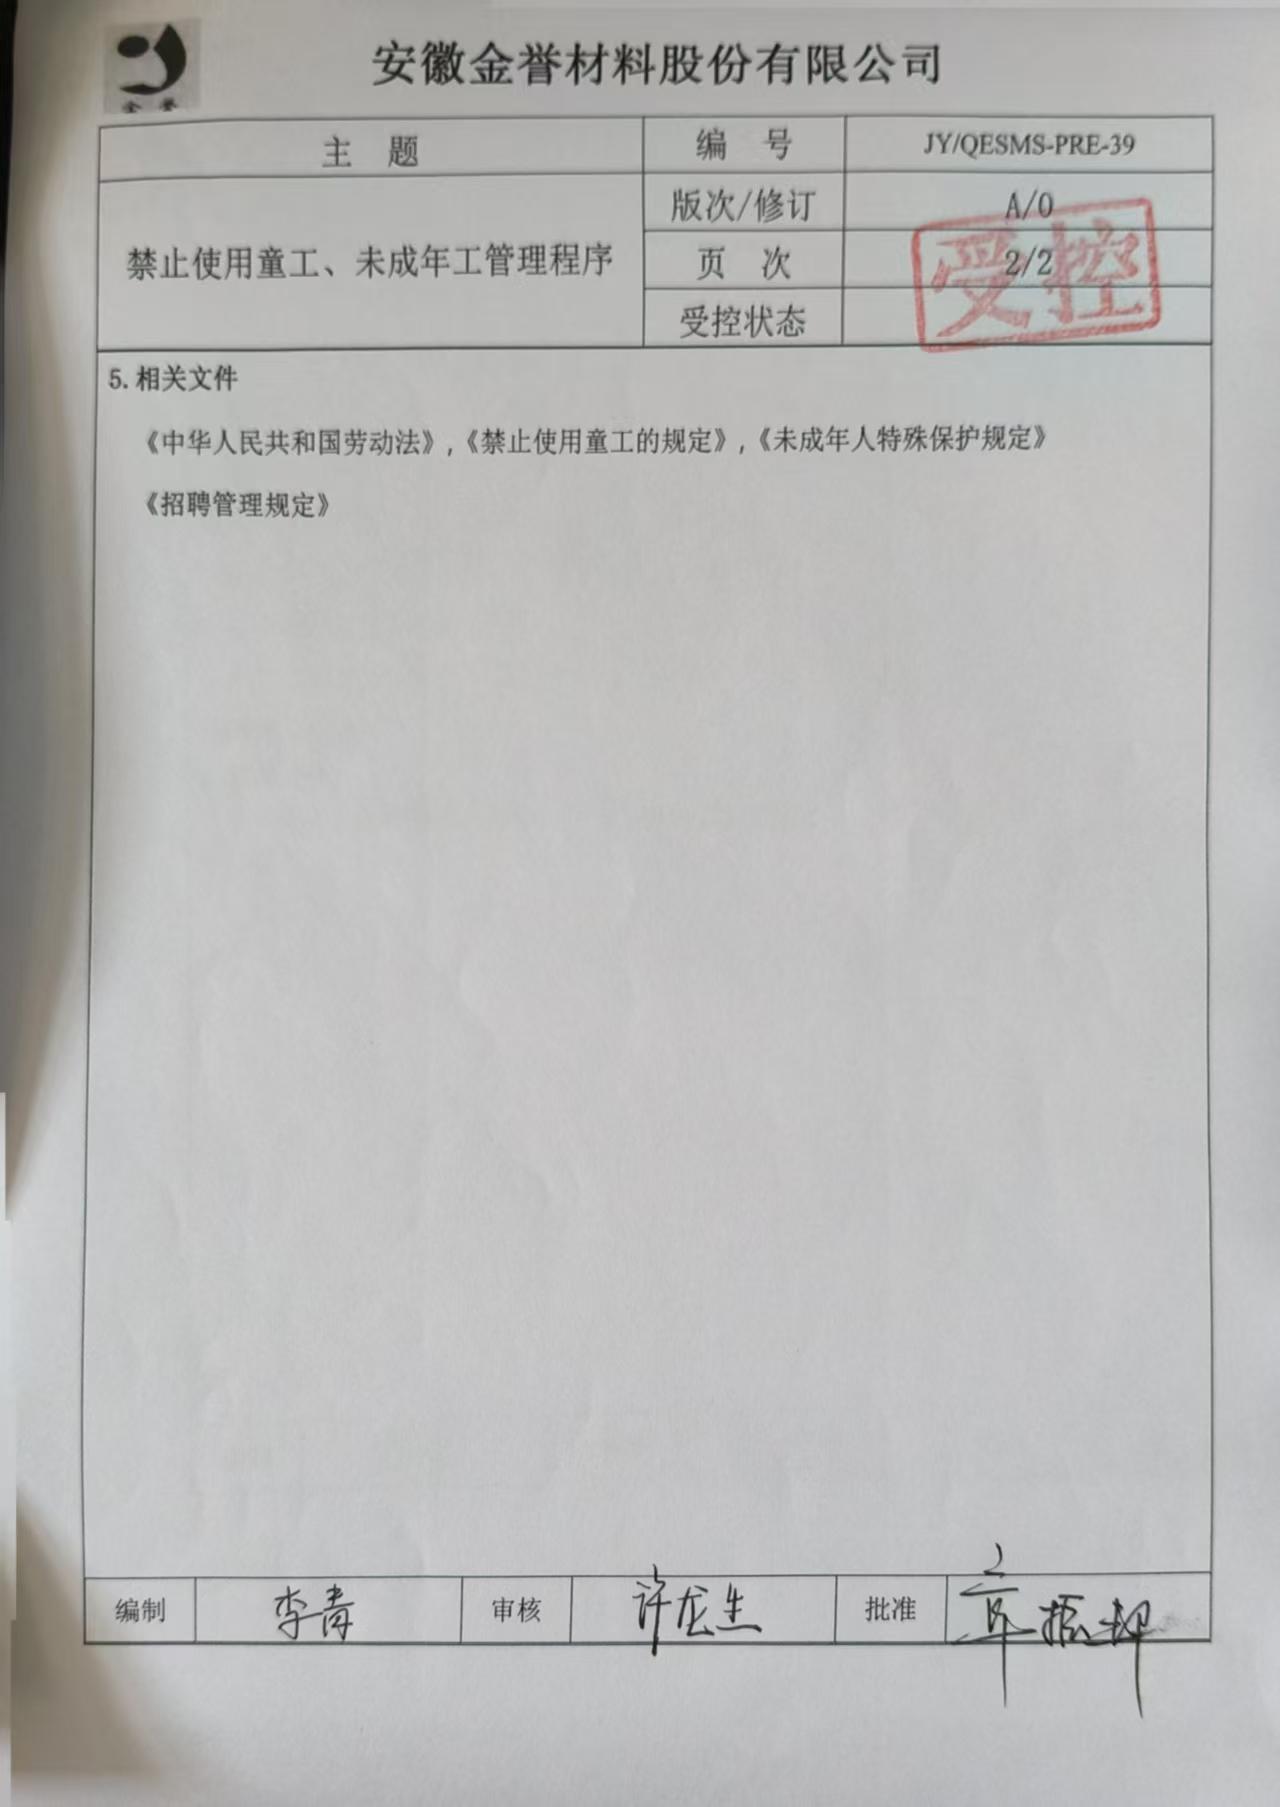 金誉
安徽金誉材料股份有限公司
主 题
编 号
JY/QESMS-PRE-39
禁止使用童工、未成年工管理程序
版次/修订
A/0
页 次
2/2
受控状态
受控
5.相关文件
《中华人民共和国劳动法》,《禁止使用童工的规定》,《未成年人特殊保护规定》
《招聘管理规定》
编制
李青
审核
许龙生
批准
章